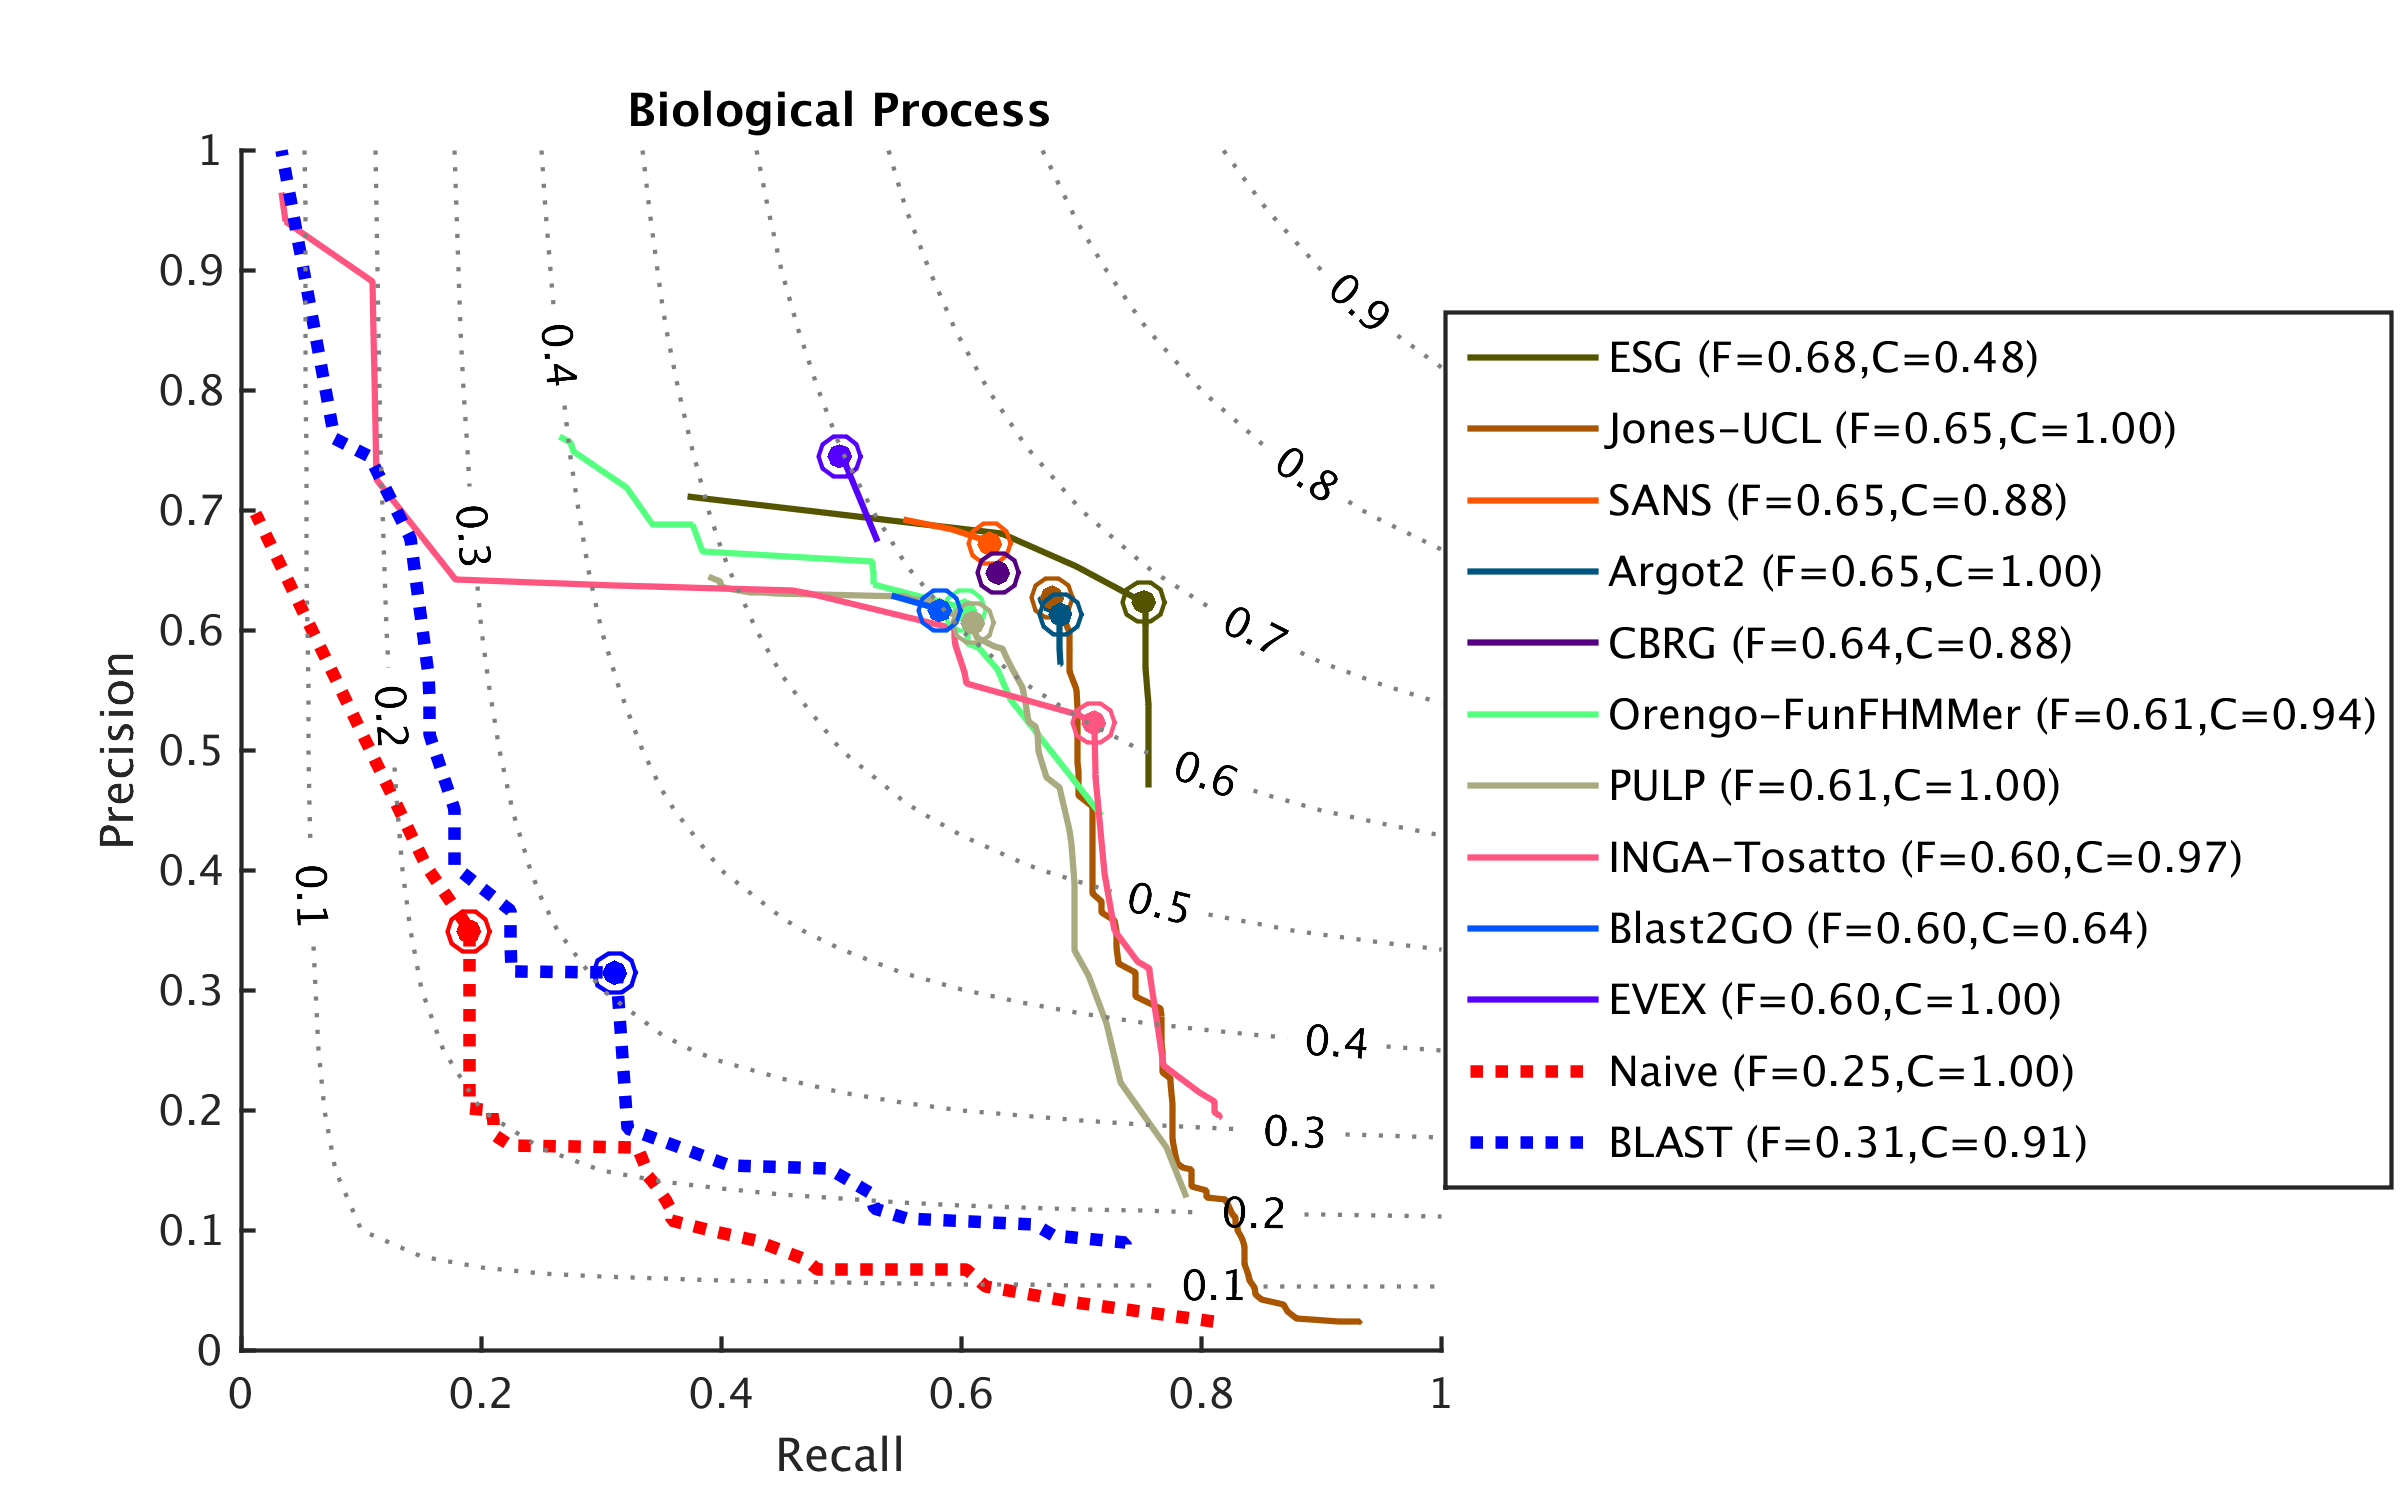 Biological Process
1
0.9
0.8
0.7
0.6
0.5
0.4
0.3
0.2
0.1
0
Precision
0 0.2 0.4 0.6 0.8 1
Recall
0.9
0.8
0.7
0.6
0.5
0.4
0.3
0.2
0.1
0.4
0.3
0.2
0.1
ESG (F=0.68,C=0.48)
Jones-UCL (F=0.65,C=1.00)
SANS (F=0.65,C=0.88)
Argot2 (F=0.65,C=1.00)
CBRG (F=0.64,C=0.88)
Orengo-FunFHMMer (F=0.61,C=0.94)
PULP (F=0.61,C=1.00)
INGA-Tosatto (F=0.60,C=0.97)
Blast2GO (F=0.60,C=0.64)
EVEX (F=0.60,C=1.00)
Naive (F=0.25,C=1.00)
BLAST (F=0.31,C=0.91)